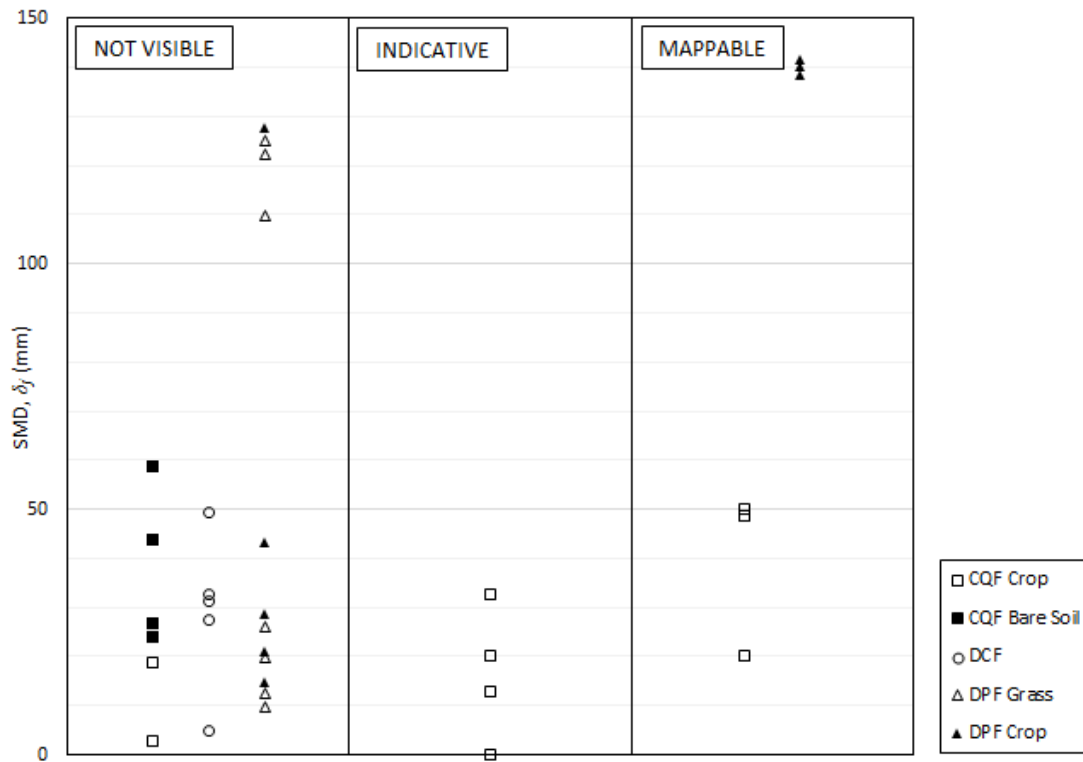 150
NOT VISIBLE
INDICATIVE
MAPPABLE
100
SMD, δf (mm)
50
0
CQF Crop
CQF Bare Soil
DCF
DPF Grass
DPF Crop